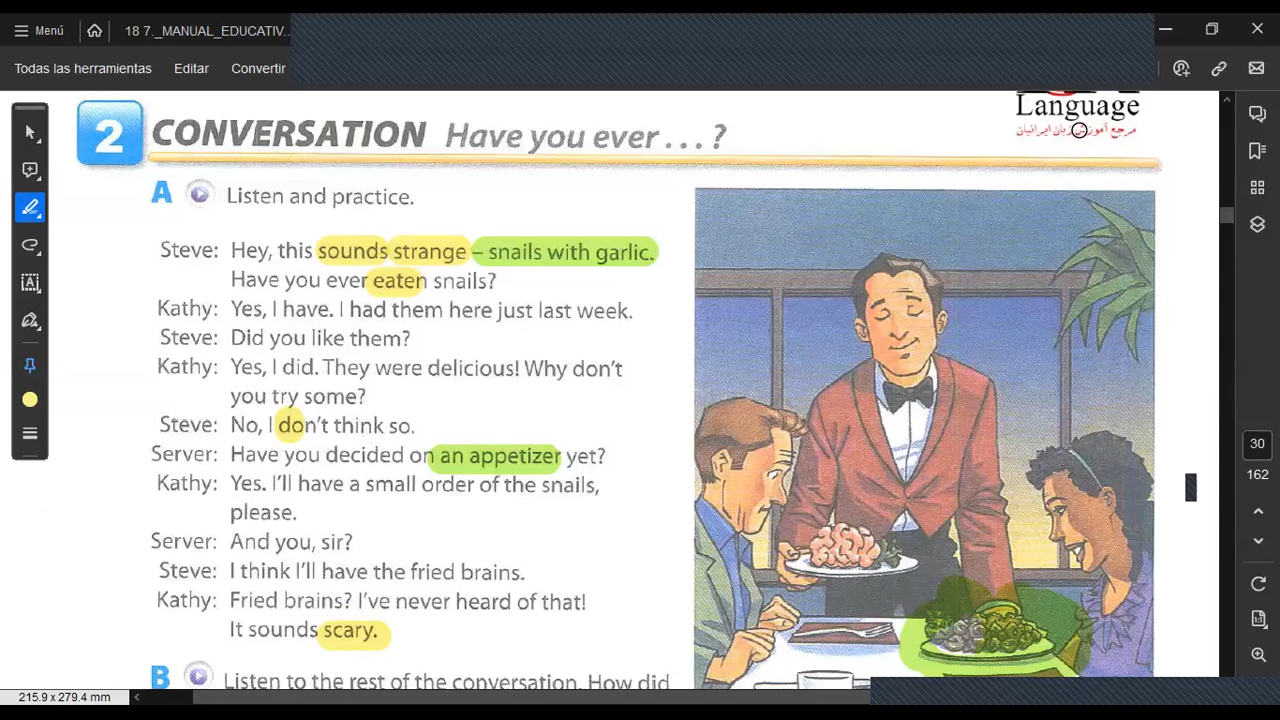 Menú
18 7._MANUAL_EDUCATIV...
Todas las herramientas Editar Convertir
Language
مرجع آموزش زبان ایرانیان
2 CONVERSATION Have you ever . . . ?
A Listen and practice.
Steve: Hey, this sounds strange – snails with garlic.
Have you ever eaten snails?
Kathy: Yes, I have. I had them here just last week.
Steve: Did you like them?
Kathy: Yes, I did. They were delicious! Why don't
you try some?
Steve: No, I don't think so.
Server: Have you decided on an appetizer yet?
Kathy: Yes. I'll have a small order of the snails,
please.
Server: And you, sir?
Steve: I think I'll have the fried brains.
Kathy: Fried brains? I've never heard of that!
It sounds scary.
B Listen to the rest of the conversation. How did
30
162
215.9 x 279.4 mm